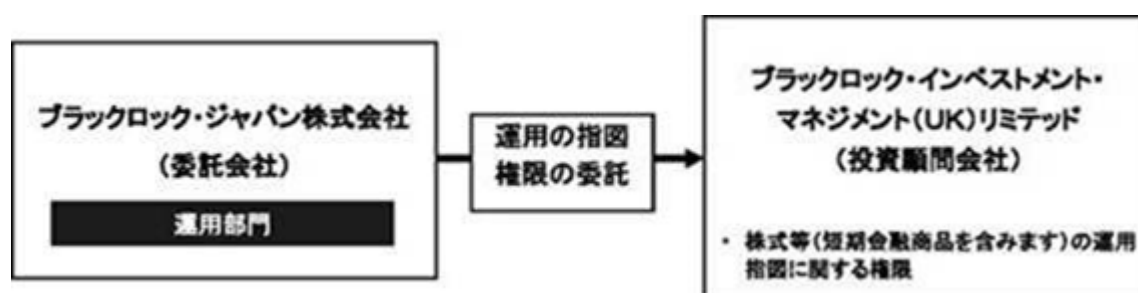 ブラックロック・ジャパン株式会社
(委託会社)
運用部門
運用の指図
権限の委託
ブラックロック・インベストメント・
マネジメント(UK)リミテッド
(投資顧問会社)
・ 株式等(短期金融商品を含みます)の運用
指図に関する権限